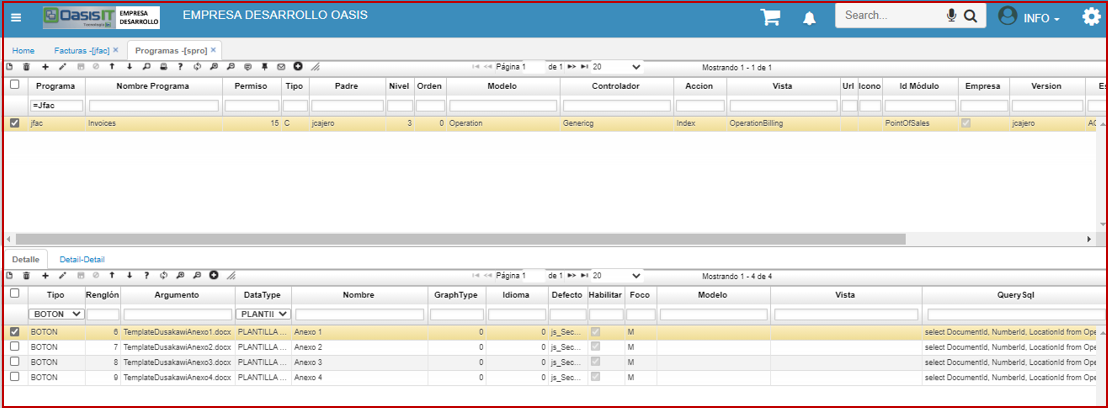 OasisIT EMPRESA DESARROLLO
EMPRESA DESARROLLO OASIS
Search...
INFO
Home Facturas -[jfac] × Programas -[spro] ×
Página 1 de 1 20 Mostrando 1 - 1 de 1
Programa Nombre Programa Permiso Tipo Padre Nivel Orden Modelo Controlador Accion Vista Url Icono Id Módulo Empresa Version Es
=Jfac
jfac Invoices 15 C jcajero 3 0 Operation Genericg Index OperationBilling PointOfSales jcajero AC
Detalle Detail-Detail
Página 1 de 1 20 Mostrando 1 - 4 de 4
Tipo Renglón Argumento DataType Nombre GraphType Idioma Defecto Habilitar Foco Modelo Vista QuerySql
BOTON PLANTII
BOTON 6 TemplateDusakawiAnexo1.docx PLANTILLA ... Anexo 1 0 0 js_Sec... M select DocumentId, NumberId, LocationId from Ope
BOTON 7 TemplateDusakawiAnexo2.docx PLANTILLA ... Anexo 2 0 0 js_Sec... M select DocumentId, NumberId, LocationId from Ope
BOTON 8 TemplateDusakawiAnexo3.docx PLANTILLA ... Anexo 3 0 0 js_Sec... M select DocumentId, NumberId, LocationId from Ope
BOTON 9 TemplateDusakawiAnexo4.docx PLANTILLA ... Anexo 4 0 0 js_Sec... M select DocumentId, NumberId, LocationId from Ope